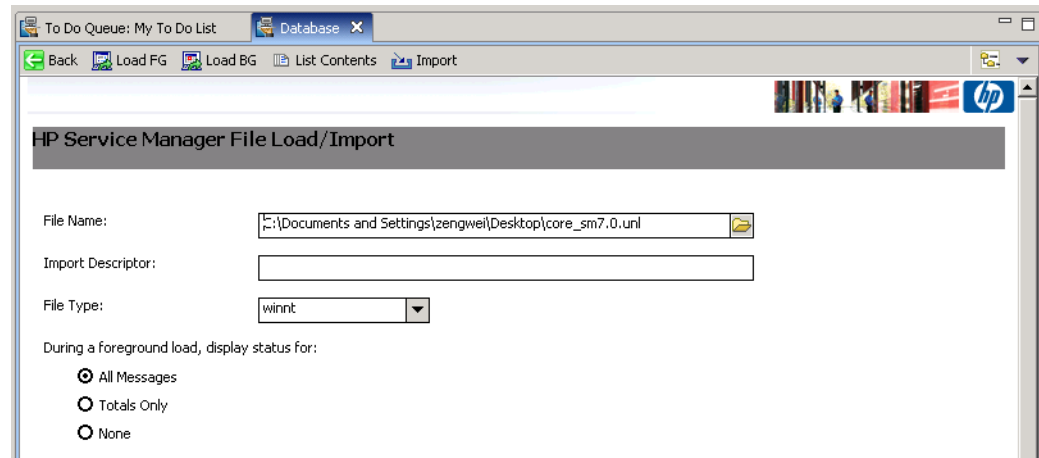 To Do Queue: My To Do List Database
Back Load FG Load BG List Contents Import
hp
HP Service Manager File Load/Import
File Name: C:\Documents and Settings\zengwei\Desktop\core_sm7.0.unl
Import Descriptor:
File Type: winnt
During a foreground load, display status for:
All Messages
Totals Only
None